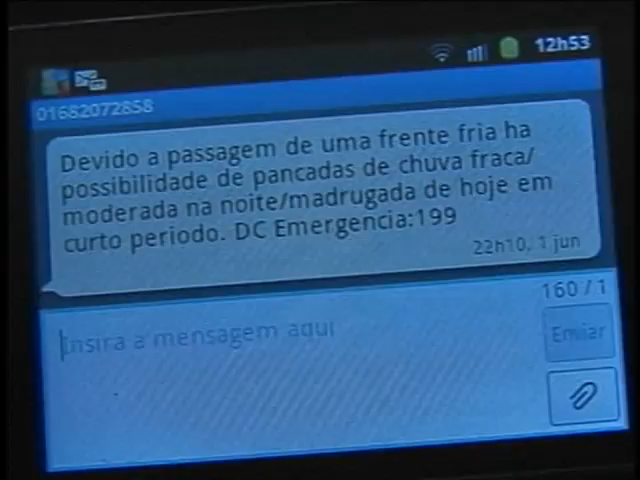 12h53
01682072858
Devido a passagem de uma frente fria ha
possibilidade de pancadas de chuva fraca/
moderada na noite/madrugada de hoje em
curto periodo. DC Emergencia:199
22h10, 1 jun
160 / 1
Insira a mensagem aqui
Enviar